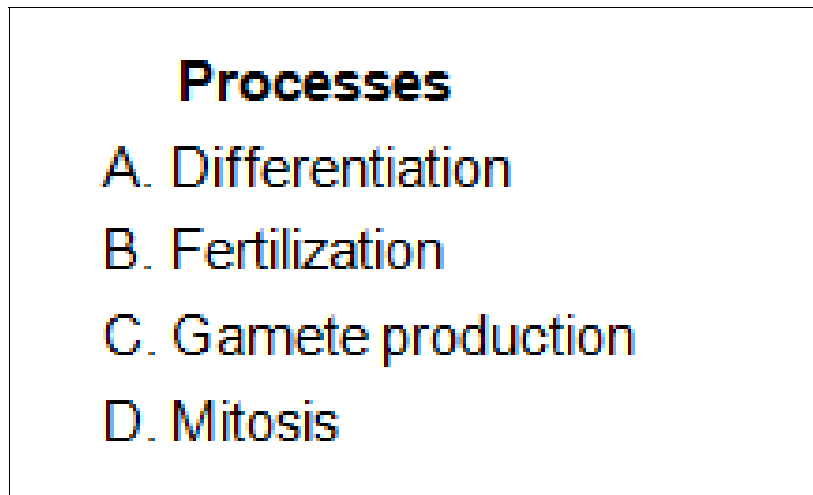 Processes
A. Differentiation
B. Fertilization
C. Gamete production
D. Mitosis